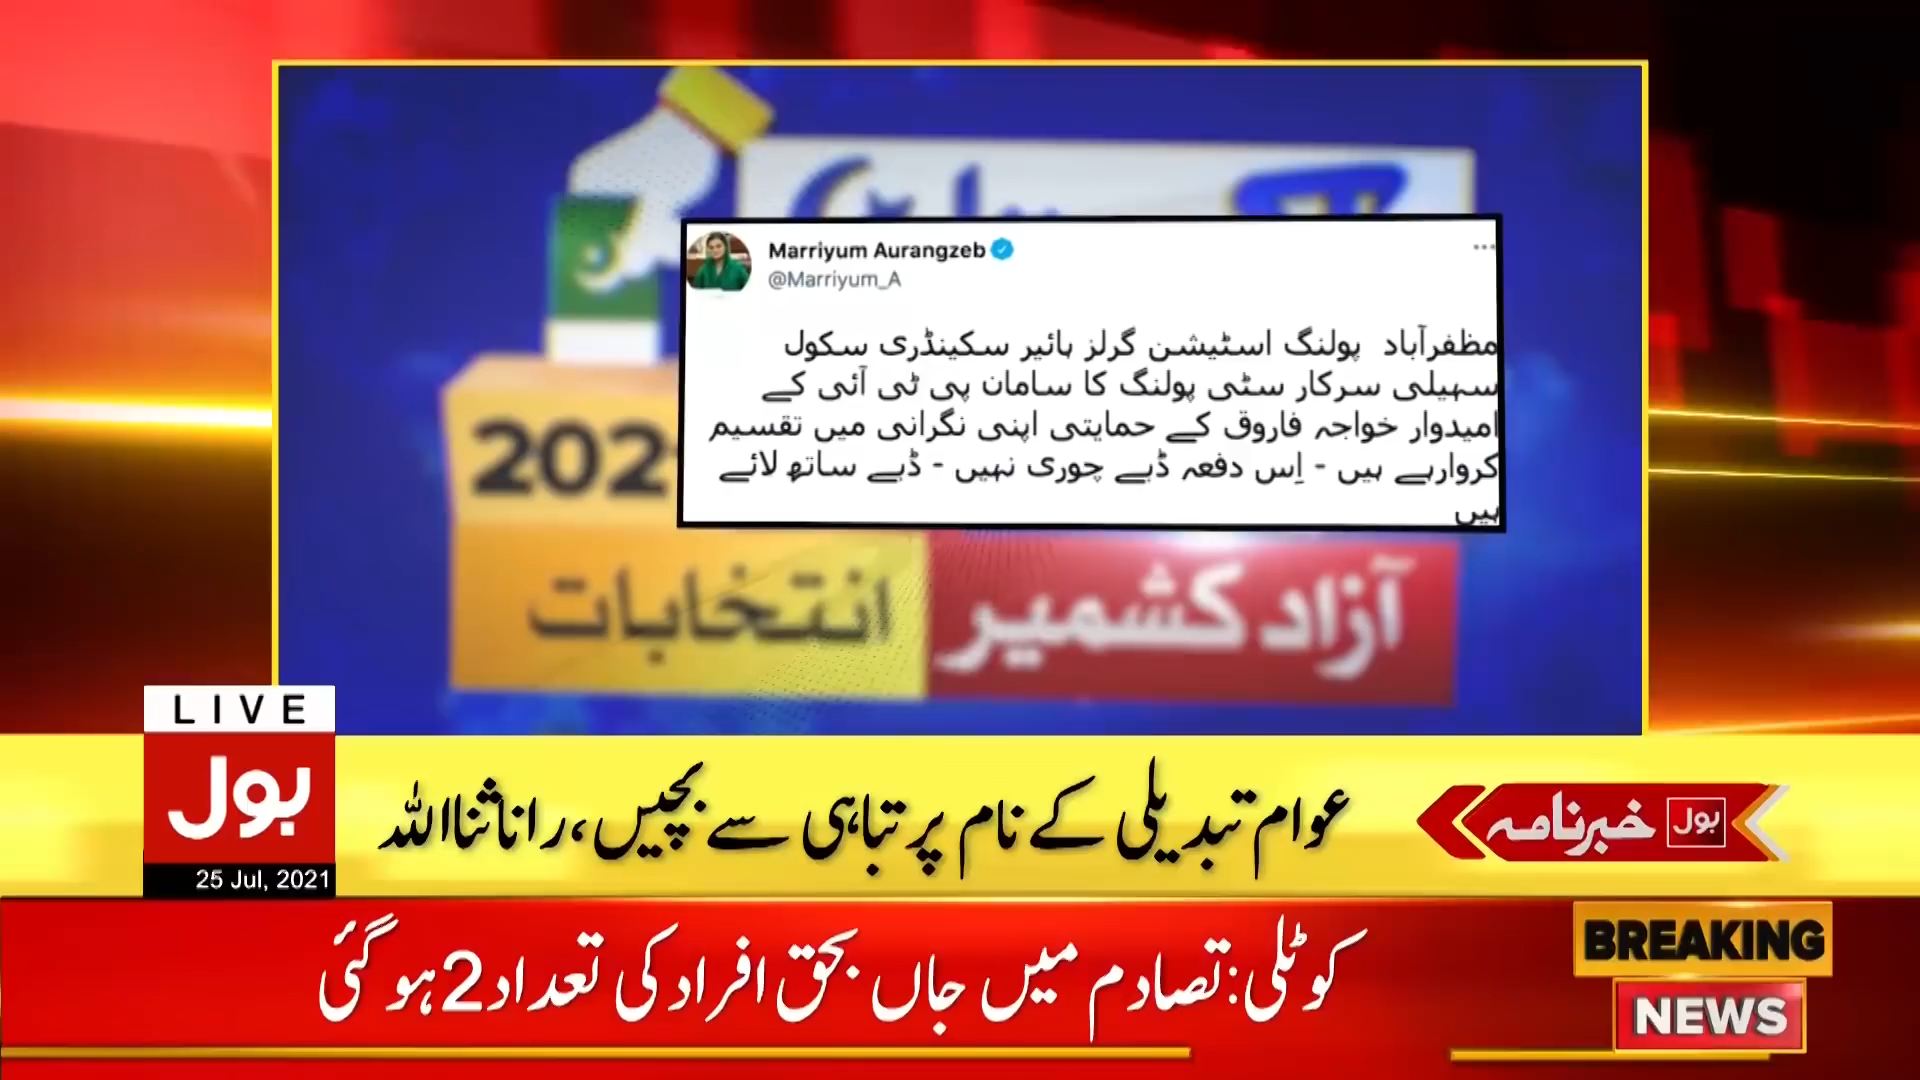 Marriyum Aurangzeb
@Marriyum_A
مظفرآباد پولنگ اسٹیشن گرلز ہائیر سکینڈری سکول
سہیلی سرکار سٹی پولنگ کا سامان پی ٹی آئی کے
امیدوار خواجہ فاروق کے حمایتی اپنی نگرانی میں تقسیم
کروارہے ہیں - اِس دفعہ ڈبے چوری نہیں - ڈبے ساتھ لائے
ہیں
202
آزاد کشمیر انتخابات
LIVE
بول
25 Jul, 2021
عوام تبدیلی کے نام پر تباہی سے بچیں، رانا ثنااللہ
بول خبرنامہ
کوٹلی: تصادم میں جاں بحق افراد کی تعداد 2 ہوگئی
BREAKING
NEWS